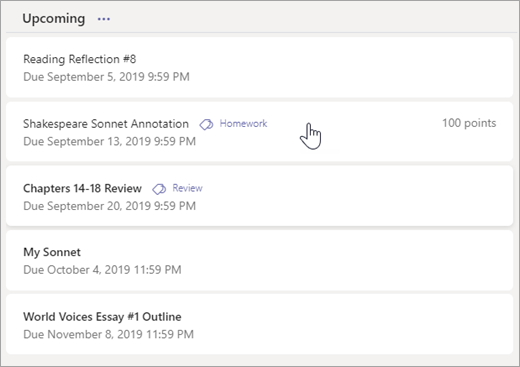 Upcoming ...
Reading Reflection #8
Due September 5, 2019 9:59 PM
Shakespeare Sonnet Annotation Homework 100 points
Due September 13, 2019 9:59 PM
Chapters 14-18 Review Review
Due September 20, 2019 9:59 PM
My Sonnet
Due October 4, 2019 11:59 PM
World Voices Essay #1 Outline
Due November 8, 2019 11:59 PM